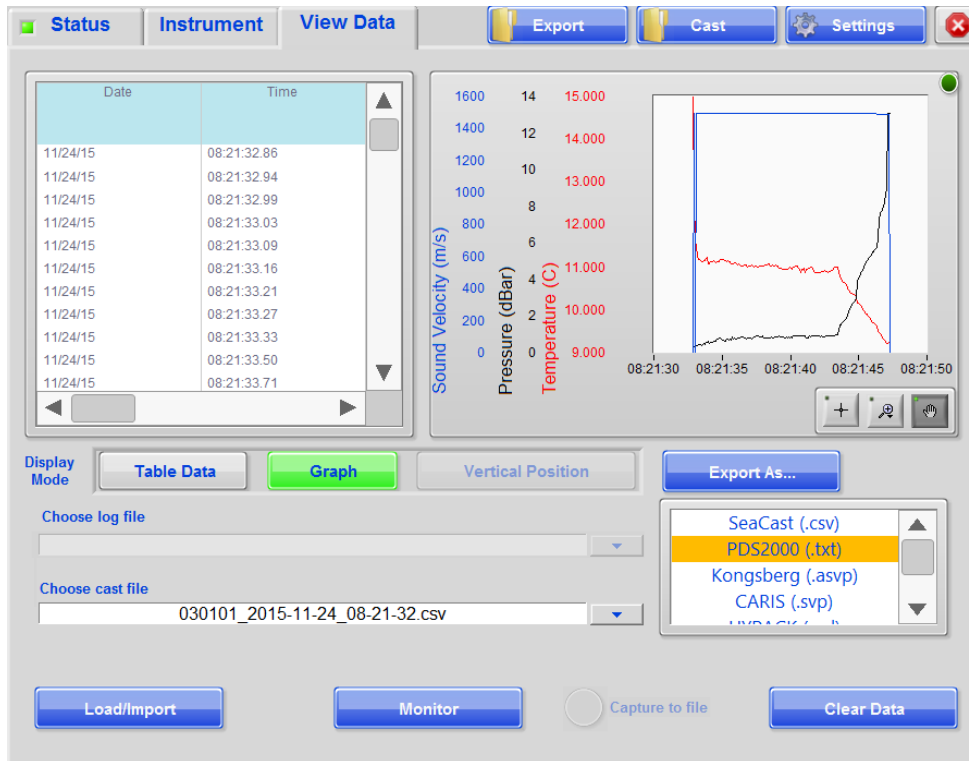 Status
Instrument
View Data
Export
Cast
Settings
Date
Time
11/24/15 08:21:32.86
11/24/15 08:21:32.94
11/24/15 08:21:32.99
11/24/15 08:21:33.03
11/24/15 08:21:33.09
11/24/15 08:21:33.16
11/24/15 08:21:33.21
11/24/15 08:21:33.27
11/24/15 08:21:33.33
11/24/15 08:21:33.50
11/24/15 08:21:33.71
Sound Velocity (m/s)
1600
1400
1200
1000
800
600
400
200
0
Pressure (dBar)
14
12
10
8
6
4
2
0
Temperature (C)
15.000
14.000
13.000
12.000
11.000
10.000
9.000
08:21:30
08:21:35
08:21:40
08:21:45
08:21:50
Display
Mode
Table Data
Graph
Vertical Position
Export As...
Choose log file
Choose cast file
030101_2015-11-24_08-21-32.csv
SeaCast (.csv)
PDS2000 (.txt)
Kongsberg (.asvp)
CARIS (.svp)
Load/Import
Monitor
Capture to file
Clear Data